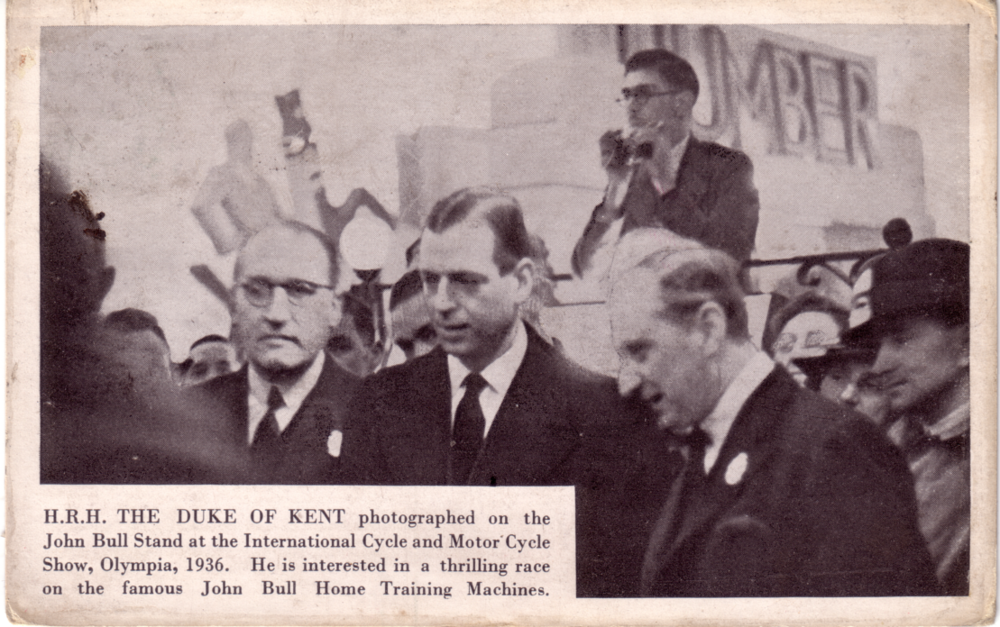 UMBER
H.R.H. THE DUKE OF KENT photographed on the
John Bull Stand at the International Cycle and Motor Cycle
Show, Olympia, 1936. He is interested in a thrilling race
on the famous John Bull Home Training Machines.